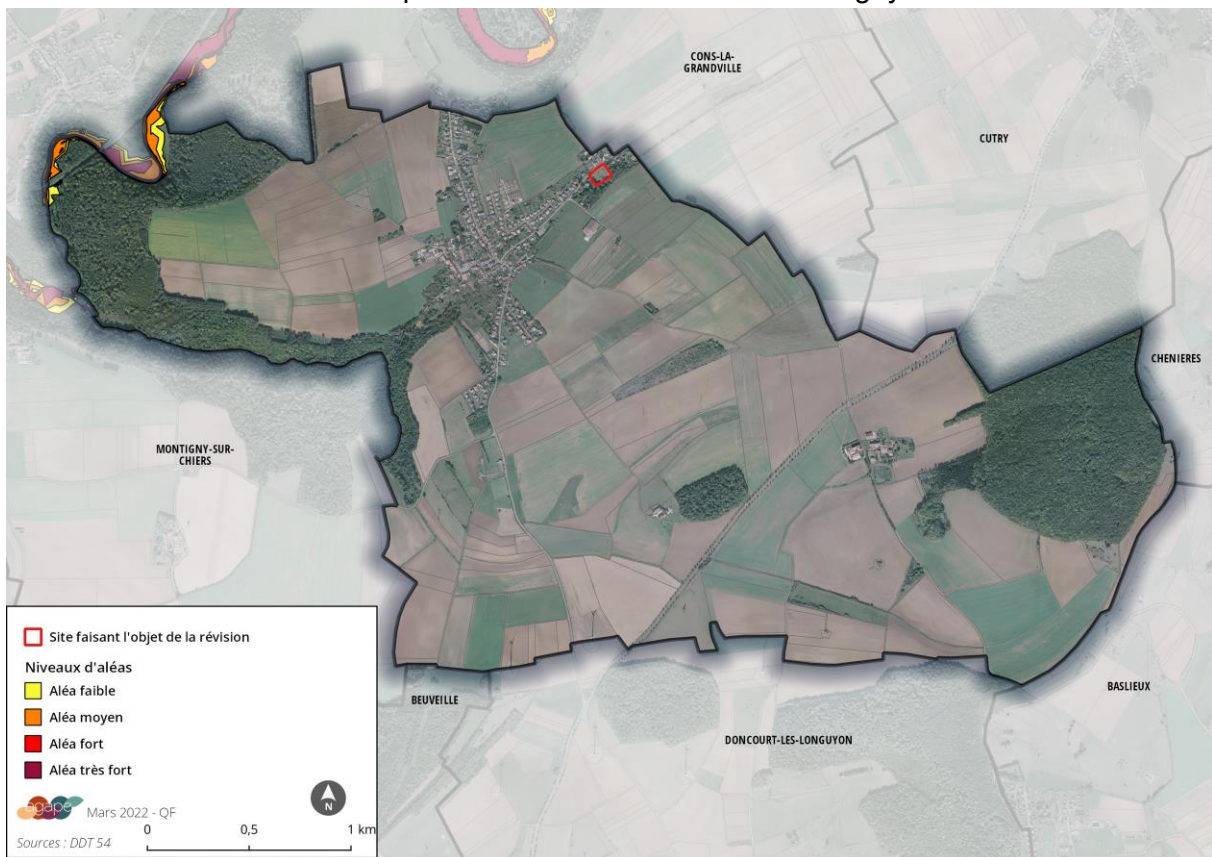 CONS-LA-
GRANDVILLE
CUTRY
CHENIERES
MONTIGNY-SUR-
CHIERS
BEUVEILLE
DONCOURT-LES-LONGUYON
BASLIEUX
Site faisant l'objet de la révision
Niveaux d'aléas
Aléa faible
Aléa moyen
Aléa fort
Aléa très fort
agape Mars 2022 - QF
N
Sources : DDT 54
0 0,5 1 km